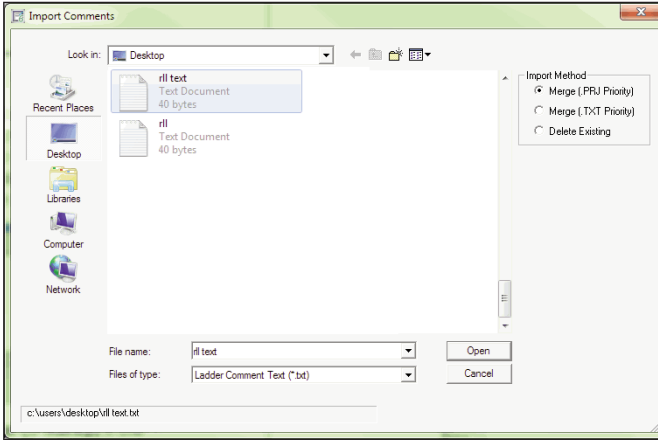 Import Comments
Look in: Desktop
Recent Places
Desktop
Libraries
Computer
Network
rll text
Text Document
40 bytes
rll
Text Document
40 bytes
Import Method
Merge (.PRJ Priority)
Merge (.TXT Priority)
Delete Existing
File name: rll text
Open
Files of type: Ladder Comment Text (*.txt)
Cancel
c:\users\desktop\rll text.txt